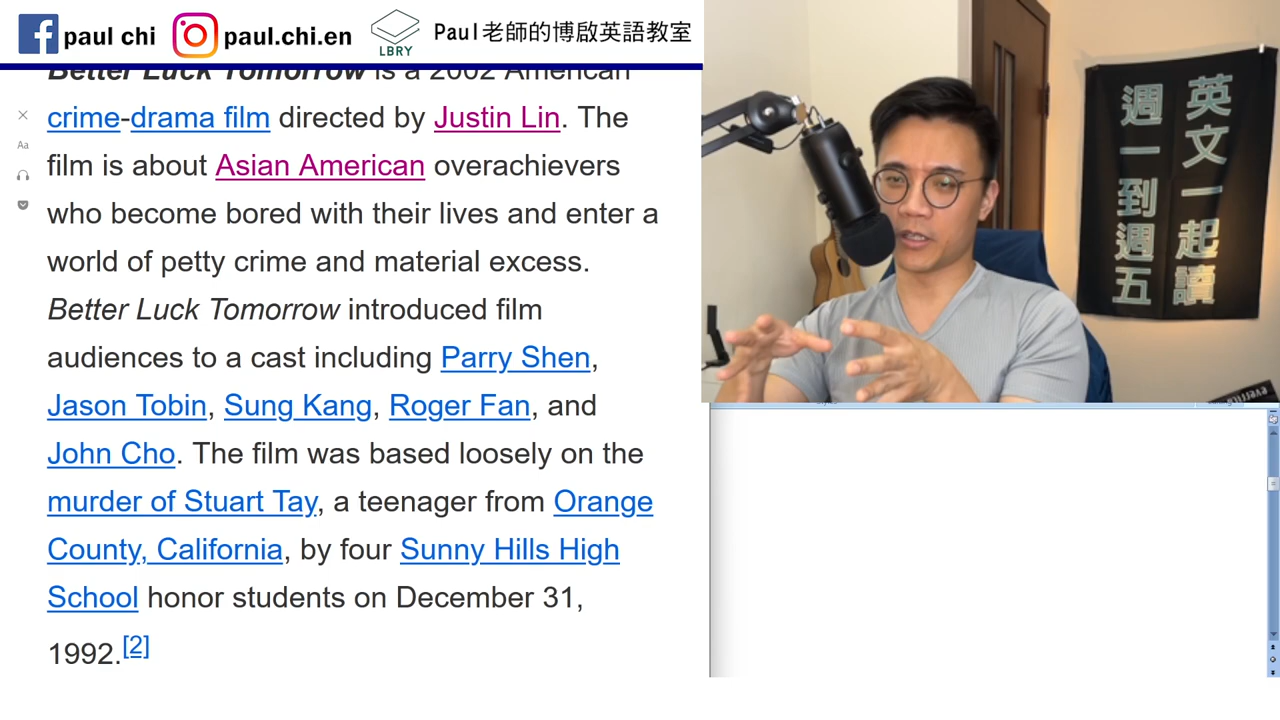 paul chi
paul.chi.en
LBRY
Paul老師的博啟英語教室
Better Luck Tomorrow is a 2002 American
crime-drama film directed by Justin Lin. The
film is about Asian American overachievers
who become bored with their lives and enter a
world of petty crime and material excess.
Better Luck Tomorrow introduced film
audiences to a cast including Parry Shen,
Jason Tobin, Sung Kang, Roger Fan, and
John Cho. The film was based loosely on the
murder of Stuart Tay, a teenager from Orange
County, California, by four Sunny Hills High
School honor students on December 31,
1992.[2]
Aa
英文一起讀
週一到週五